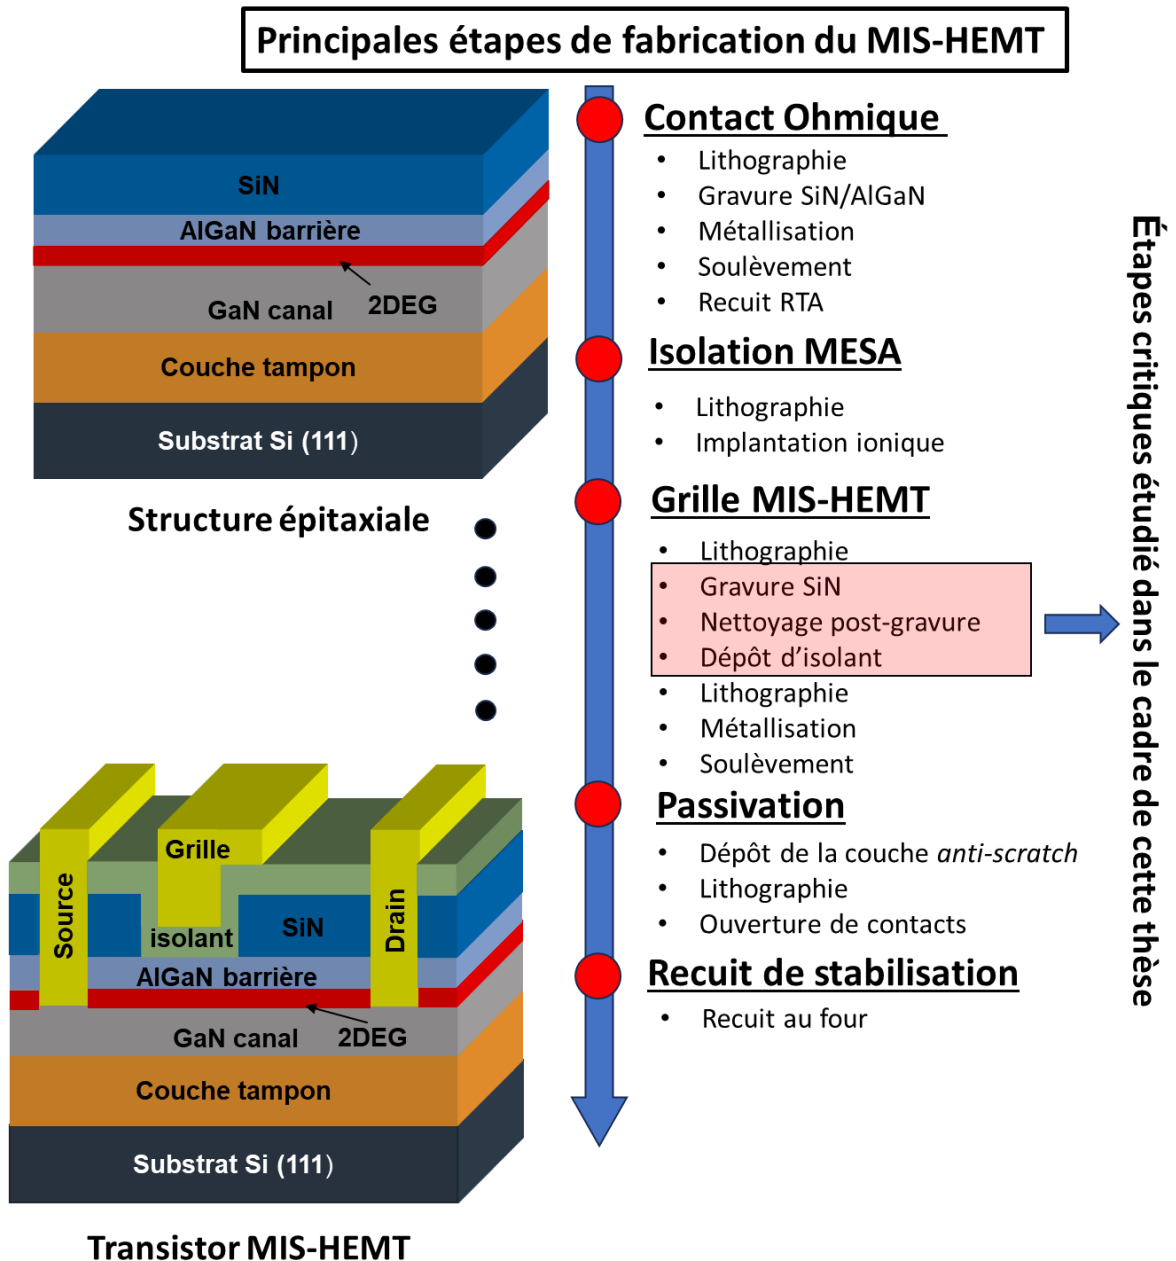 Principales étapes de fabrication du MIS-HEMT
SiN
AlGaN barrière
2DEG
GaN canal
Couche tampon
Substrat Si (111)
Structure épitaxiale
Contact Ohmique
• Lithographie
• Gravure SiN/AlGaN
• Métallisation
• Soulèvement
• Recuit RTA
Isolation MESA
• Lithographie
• Implantation ionique
Grille MIS-HEMT
• Lithographie
• Gravure SiN
• Nettoyage post-gravure
• Dépôt d’isolant
• Lithographie
• Métallisation
• Soulèvement
Passivation
• Dépôt de la couche anti-scratch
• Lithographie
• Ouverture de contacts
Recuit de stabilisation
• Recuit au four
Étapes critiques étudié dans le cadre de cette thèse
Grille
Source
Drain
isolant
SiN
AlGaN barrière
2DEG
GaN canal
Couche tampon
Substrat Si (111)
Transistor MIS-HEMT